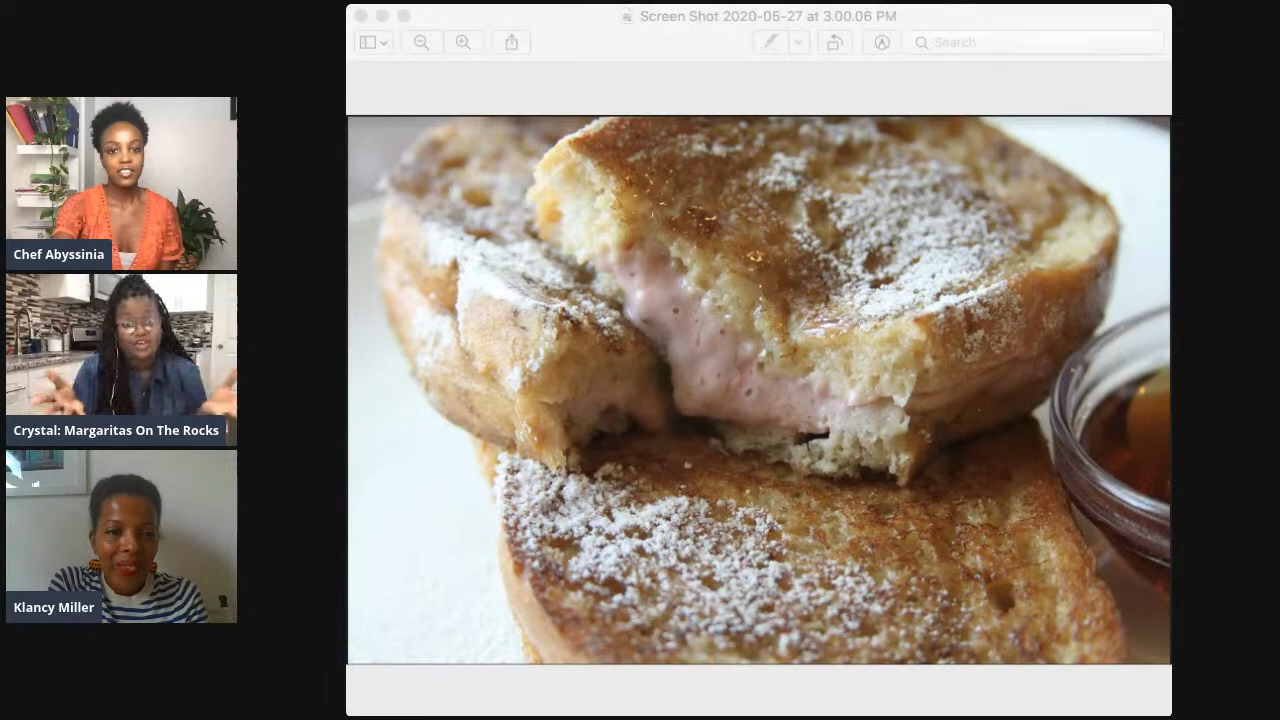 Screen Shot 2020-05-27 at 3.00.06 PM
Search
Chef Abyssinia
Crystal: Margaritas On The Rocks
Klancy Miller